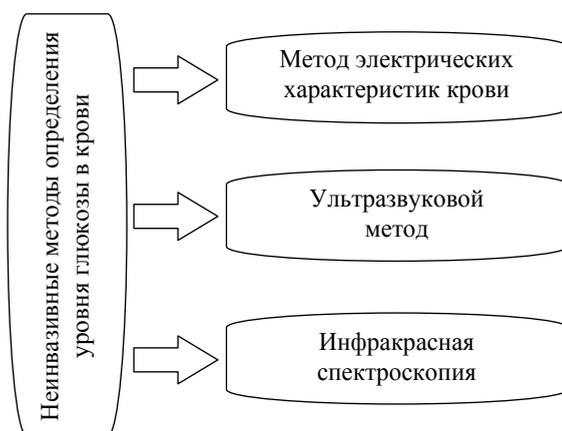 Неинвазивные методы определения
уровня глюкозы в крови
Метод электрических
характеристик крови
Ультразвуковой
метод
Инфракрасная
спектроскопия